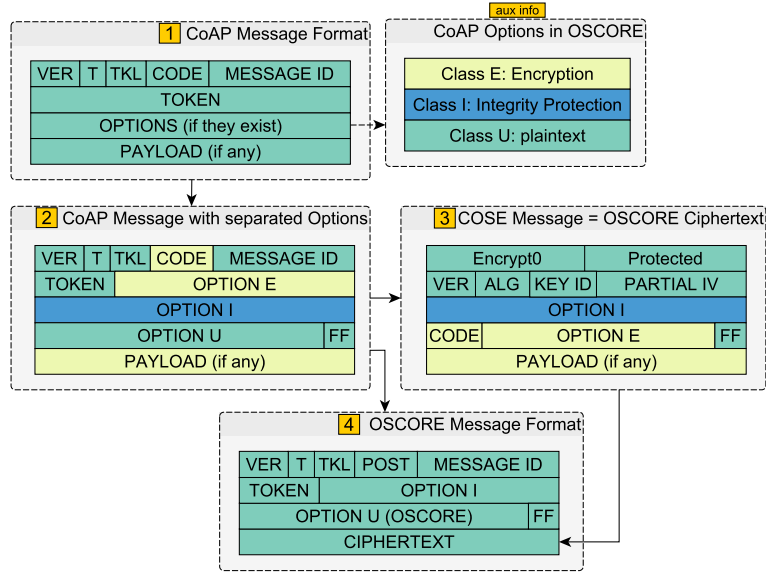 aux info
1 CoAP Message Format
VER T TKL CODE MESSAGE ID
TOKEN
OPTIONS (if they exist)
PAYLOAD (if any)
CoAP Options in OSCORE
Class E: Encryption
Class I: Integrity Protection
Class U: plaintext
2 CoAP Message with separated Options
VER T TKL CODE MESSAGE ID
TOKEN OPTION E
OPTION I
OPTION U FF
PAYLOAD (if any)
3 COSE Message = OSCORE Ciphertext
Encrypt0 Protected
VER ALG KEY ID PARTIAL IV
OPTION I
CODE OPTION E FF
PAYLOAD (if any)
4 OSCORE Message Format
VER T TKL POST MESSAGE ID
TOKEN OPTION I
OPTION U (OSCORE) FF
CIPHERTEXT